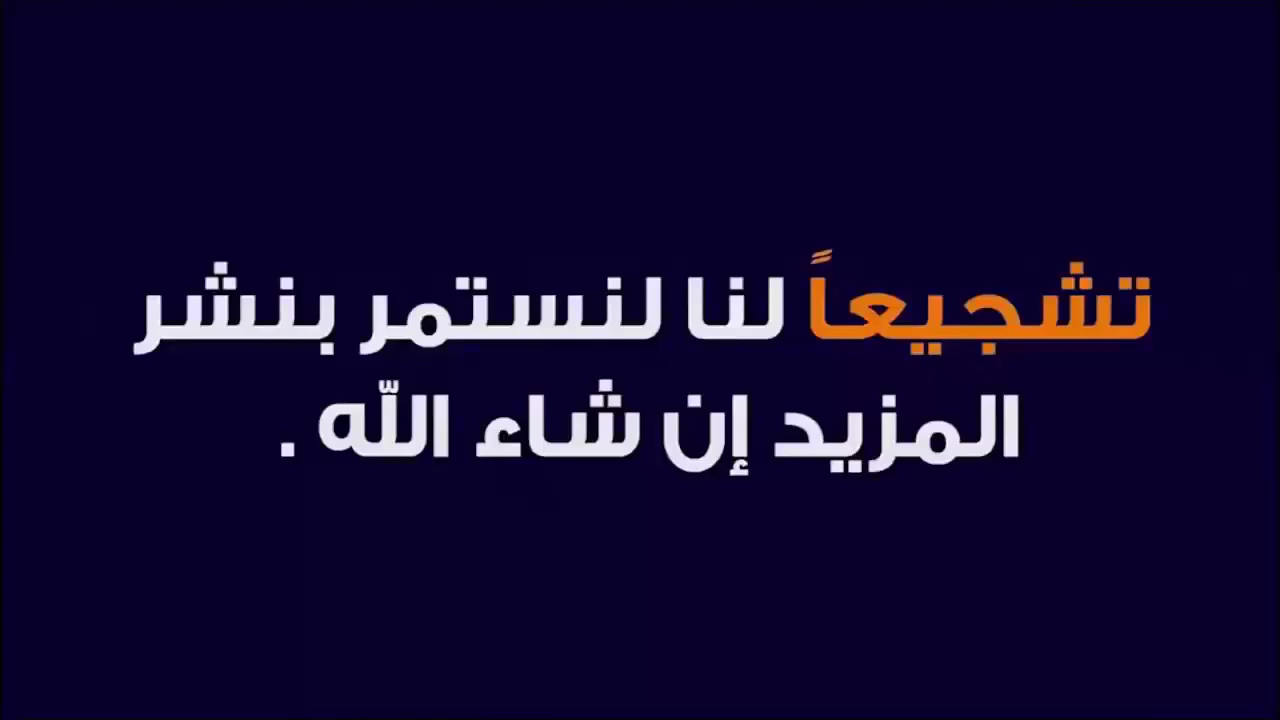 تشجيعاً لنا لنستمر بنشر
المزيد إن شاء اللّه .